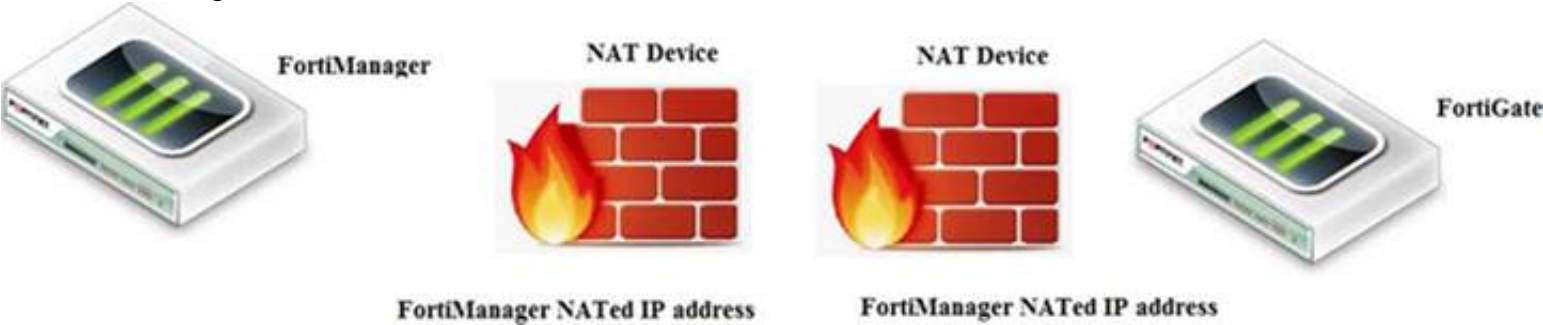 FortiManager
NAT Device
NAT Device
FortiGate
FortiManager NATed IP address
FortiManager NATed IP address